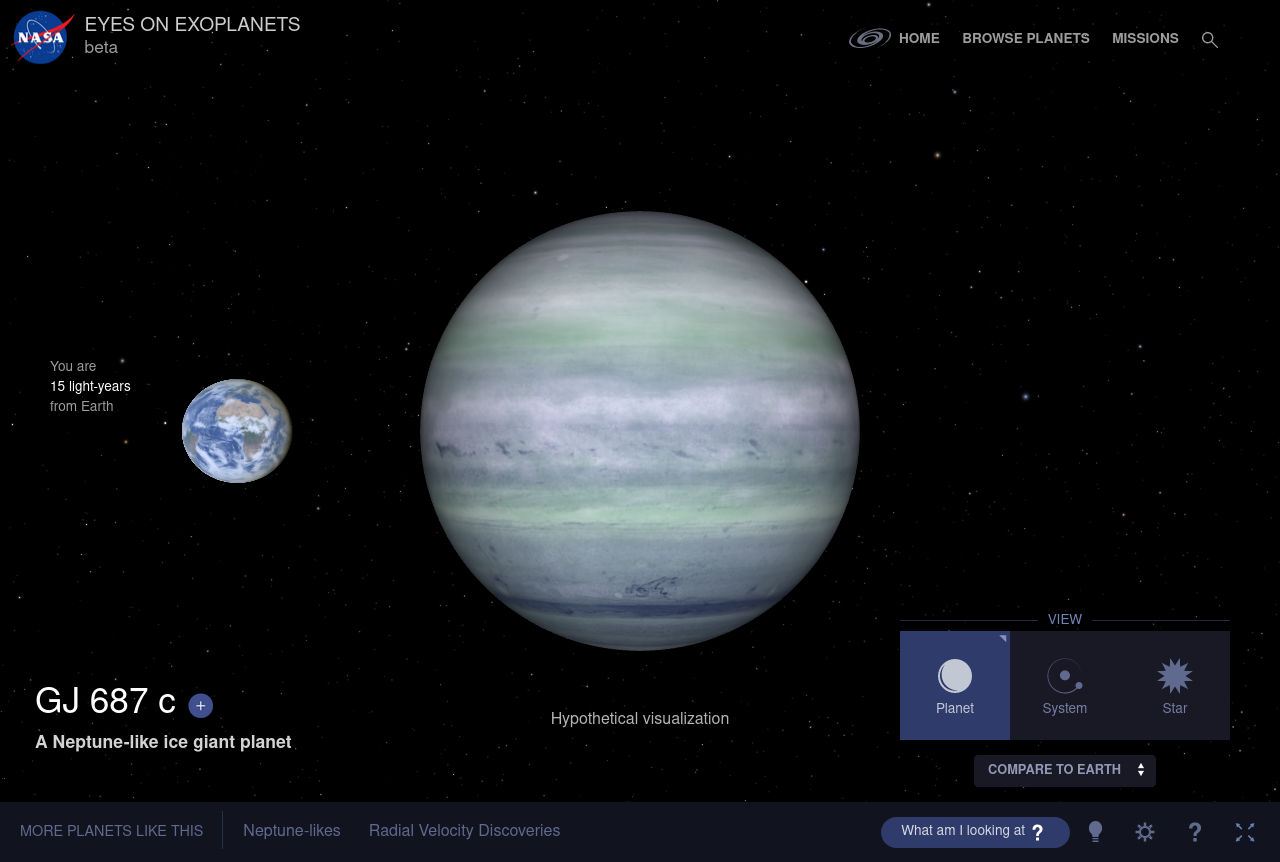 NASA
EYES ON EXOPLANETS
beta
HOME
BROWSE PLANETS
MISSIONS
You are
15 light-years
from Earth
VIEW
Planet
System
Star
GJ 687 c +
A Neptune-like ice giant planet
Hypothetical visualization
COMPARE TO EARTH
MORE PLANETS LIKE THIS
Neptune-likes
Radial Velocity Discoveries
What am I looking at ?
?